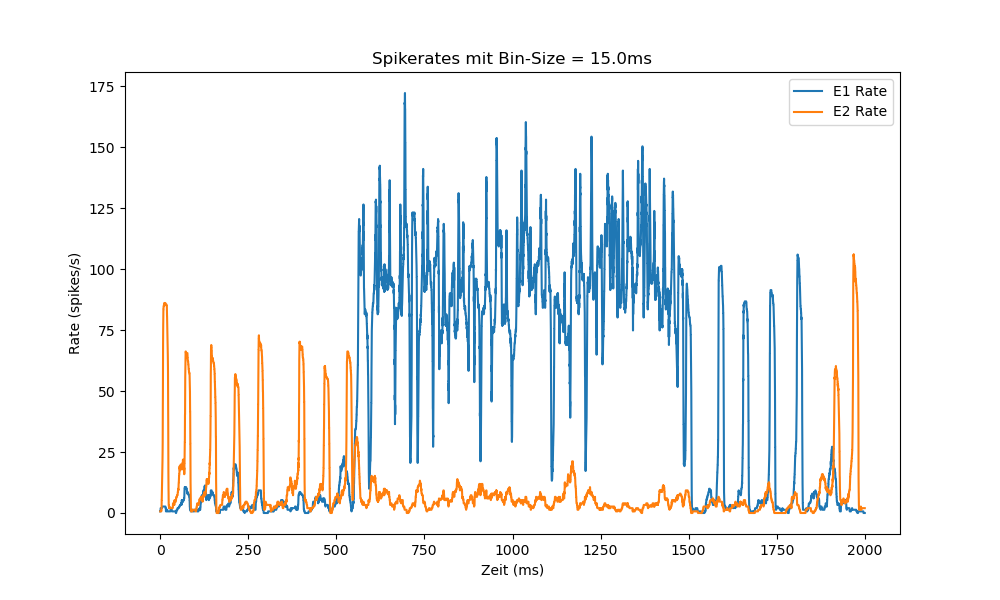 Spikerates mit Bin-Size = 15.0ms
E1 Rate
E2 Rate
Rate (spikes/s)
175
150
125
100
75
50
25
0
0 250 500 750 1000 1250 1500 1750 2000
Zeit (ms)